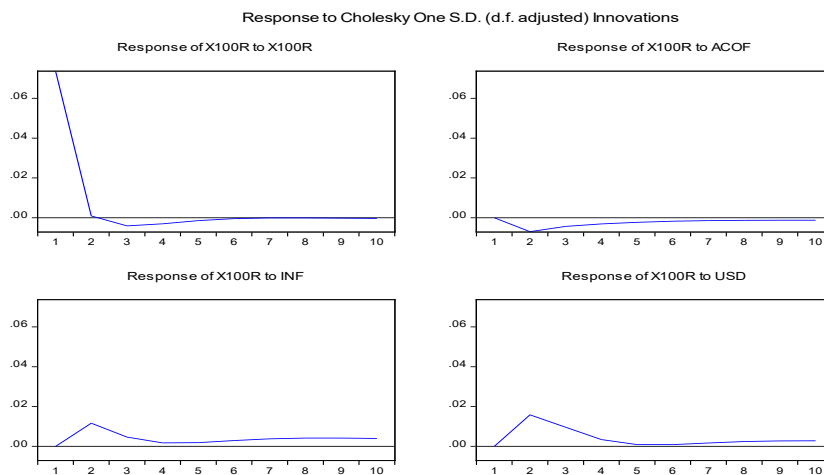 Response to Cholesky One S.D. (d.f. adjusted) Innovations
Response of X100R to X100R
.06
.04
.02
.00
1 2 3 4 5 6 7 8 9 10
Response of X100R to ACOF
.06
.04
.02
.00
1 2 3 4 5 6 7 8 9 10
Response of X100R to INF
.06
.04
.02
.00
1 2 3 4 5 6 7 8 9 10
Response of X100R to USD
.06
.04
.02
.00
1 2 3 4 5 6 7 8 9 10